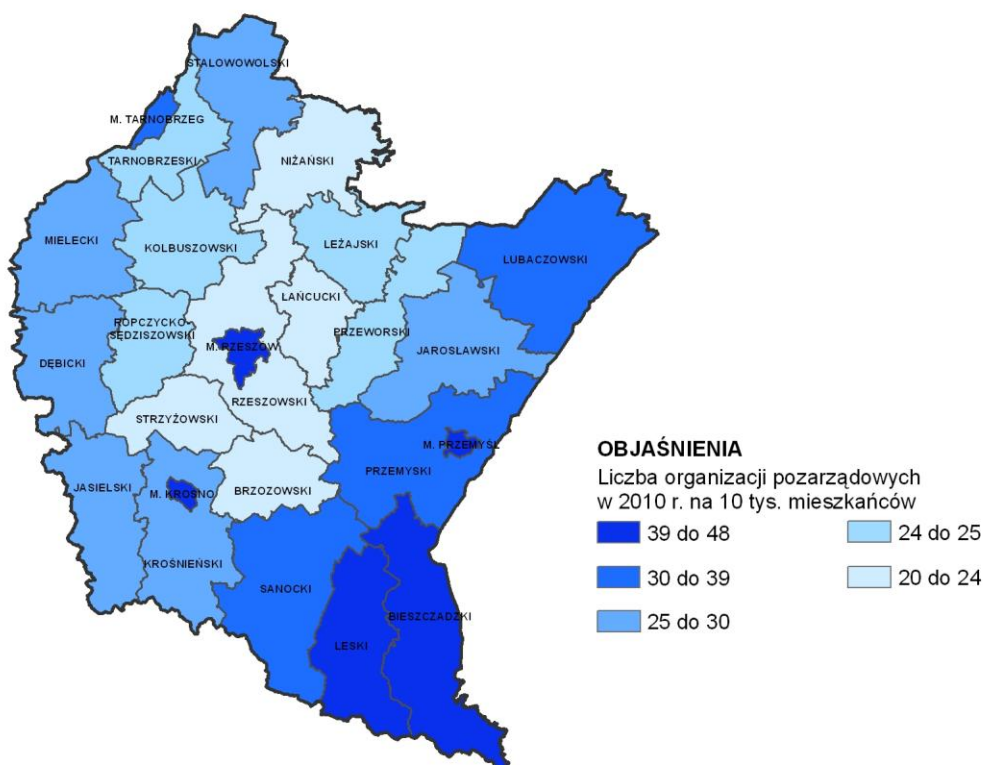 STALOWOWOLSKI
M. TARNOBRZEG
TARNOBRZESKI
NIŻAŃSKI
MIELECKI
KOLBUSZOWSKI
LEŻAJSKI
LUBACZOWSKI
ŁAŃCUCKI
ROPCZYCKO-
SĘDZISZOWSKI
PRZEWORSKI
M. RZESZÓW
JAROSŁAWSKI
DĘBICKI
RZESZOWSKI
STRZYŻOWSKI
M. PRZEMYŚL
PRZEMYSKI
JASIELSKI
M. KROSNO
BRZOZOWSKI
KROŚNIEŃSKI
SANOCKI
BIESZCZADZKI
LESKI
OBJAŚNIENIA
Liczba organizacji pozarządowych
w 2010 r. na 10 tys. mieszkańców
39 do 48
24 do 25
30 do 39
20 do 24
25 do 30